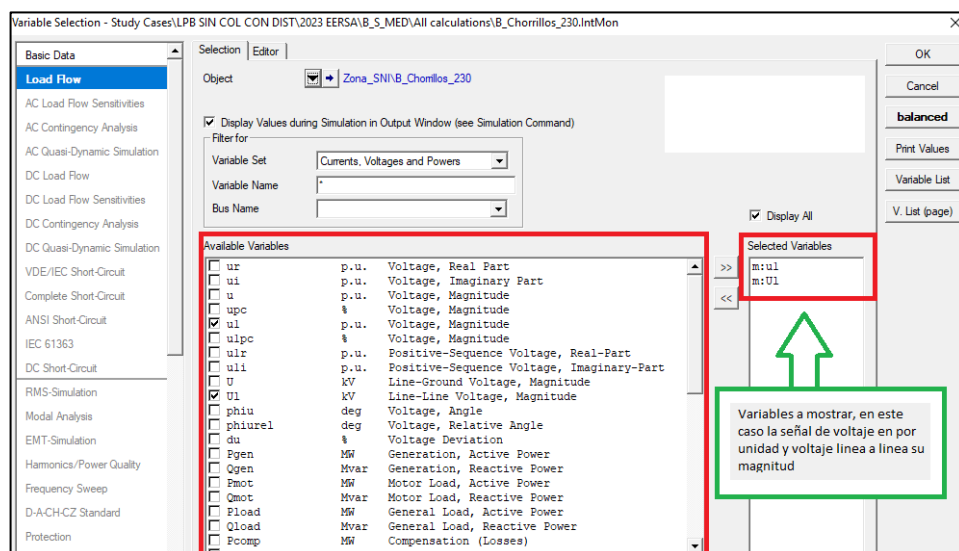 Variable Selection - Study Cases\LPB SIN COL CON DIST\2023 EERSA\B_S_MED\All calculations\B_Chorrillos_230.IntMon
Basic Data
Load Flow
AC Load Flow Sensitivities
AC Contingency Analysis
AC Quasi-Dynamic Simulation
DC Load Flow
DC Load Flow Sensitivities
DC Contingency Analysis
DC Quasi-Dynamic Simulation
VDE/IEC Short-Circuit
Complete Short-Circuit
ANSI Short-Circuit
IEC 61363
DC Short-Circuit
RMS-Simulation
Modal Analysis
EMT-Simulation
Harmonics/Power Quality
Frequency Sweep
D-A-CH-CZ Standard
Protection
Selection Editor
Object Zona_SNI\B_Chorrillos_230
Display Values during Simulation in Output Window (see Simulation Command)
Filter for
Variable Set Currents, Voltages and Powers
Variable Name *
Bus Name
Display All
Available Variables
ur p.u. Voltage, Real Part
ui p.u. Voltage, Imaginary Part
u p.u. Voltage, Magnitude
upc % Voltage, Magnitude
ul p.u. Voltage, Magnitude
ulpc % Voltage, Magnitude
ulr p.u. Positive-Sequence Voltage, Real-Part
uli p.u. Positive-Sequence Voltage, Imaginary-Part
U kV Line-Ground Voltage, Magnitude
Ul kV Line-Line Voltage, Magnitude
phiu deg Voltage, Angle
phiurel deg Voltage, Relative Angle
du % Voltage Deviation
Pgen MW Generation, Active Power
Qgen Mvar Generation, Reactive Power
Pmot MW Motor Load, Active Power
Qmot Mvar Motor Load, Reactive Power
Pload MW General Load, Active Power
Qload Mvar General Load, Reactive Power
Pcomp MW Compensation (Losses)
>>
<<
Selected Variables
m:ul
m:Ul
Variables a mostrar, en este
caso la señal de voltaje en por
unidad y voltaje linea a linea su
magnitud
OK
Cancel
balanced
Print Values
Variable List
V. List (page)